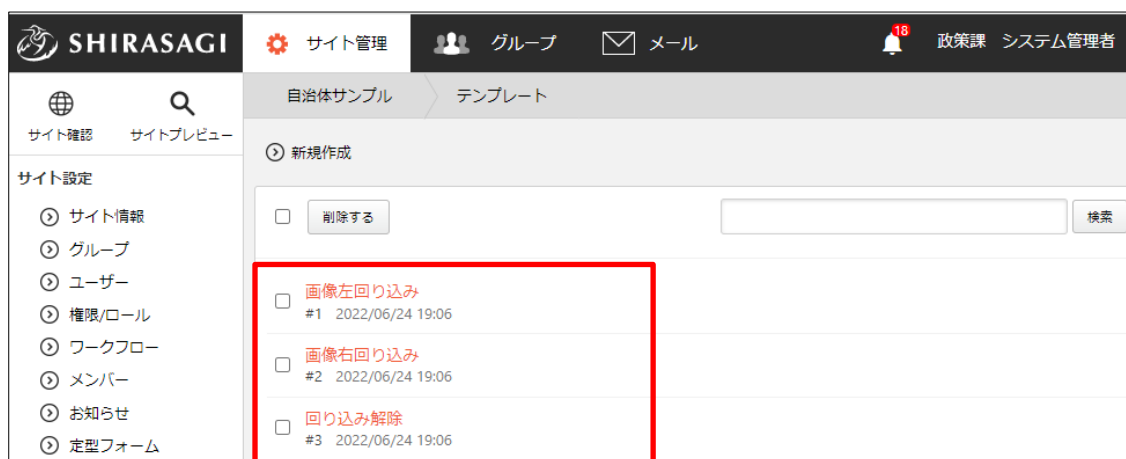 SHIRASAGI サイト管理 グループ メール 18 政策課 システム管理者
サイト確認 サイトプレビュー
自治体サンプル テンプレート
新規作成
サイト設定
サイト情報
グループ
ユーザー
権限/ロール
ワークフロー
メンバー
お知らせ
定型フォーム
削除する 検索
画像左回り込み
#1 2022/06/24 19:06
画像右回り込み
#2 2022/06/24 19:06
回り込み解除
#3 2022/06/24 19:06